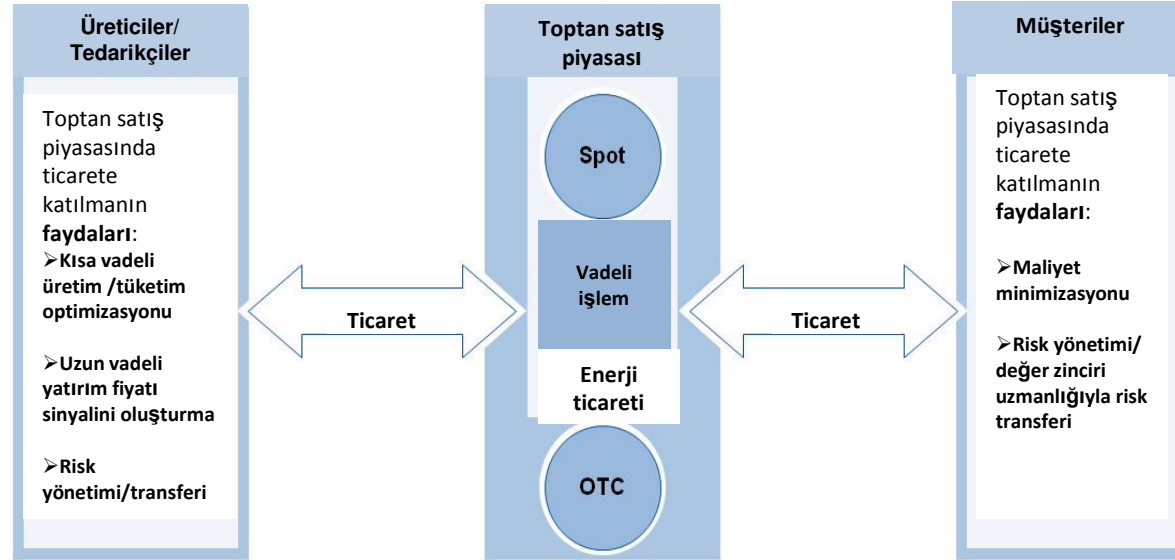 Üreticiler/
Tedarikçiler
Toptan satış
piyasasında
ticarete
katılmanın
faydaları:
➢Kısa vadeli
üretim /tüketim
optimizasyonu
➢Uzun vadeli
yatırım fiyatı
sinyalini oluşturma
➢Risk
yönetimi/transferi
Ticaret
Toptan satış
piyasası
Spot
Vadeli
işlem
Enerji
ticareti
OTC
Ticaret
Müşteriler
Toptan satış
piyasasında
ticarete
katılmanın
faydaları:
➢Maliyet
minimizasyonu
➢Risk yönetimi/
değer zinciri
uzmanlığıyla risk
transferi